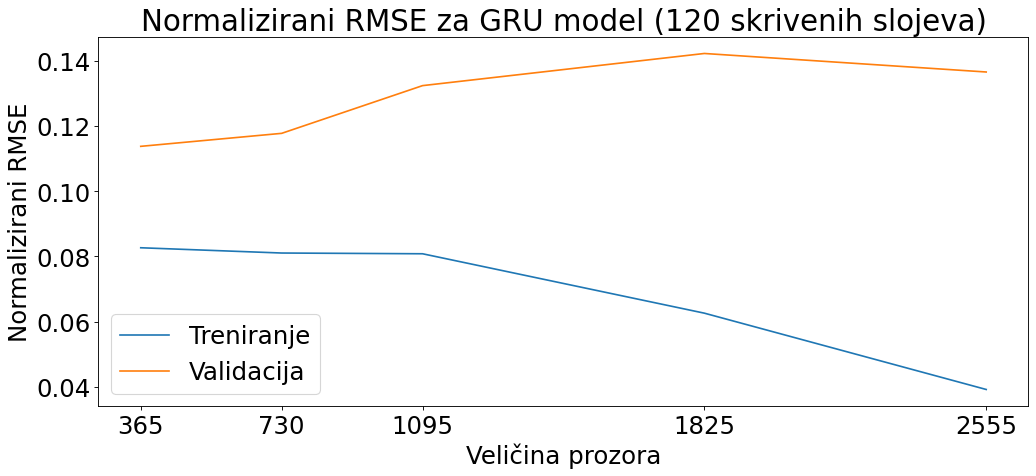 Normalizirani RMSE za GRU model (120 skrivenih slojeva)
Normalizirani RMSE
0.14
0.12
0.10
0.08
0.06
0.04
Treniranje
Validacija
365 730 1095 1825 2555
Veličina prozora